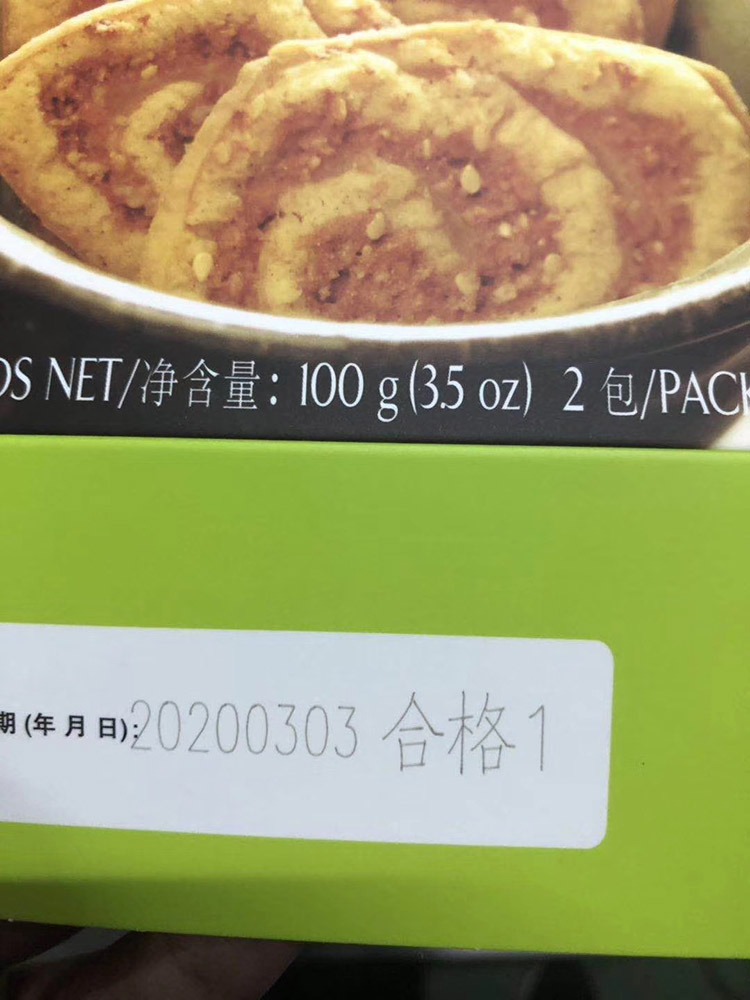 OS NET/净含量: 100 g (3.5 oz) 2 包/PACK
期 (年 月 日): 20200303 合格1